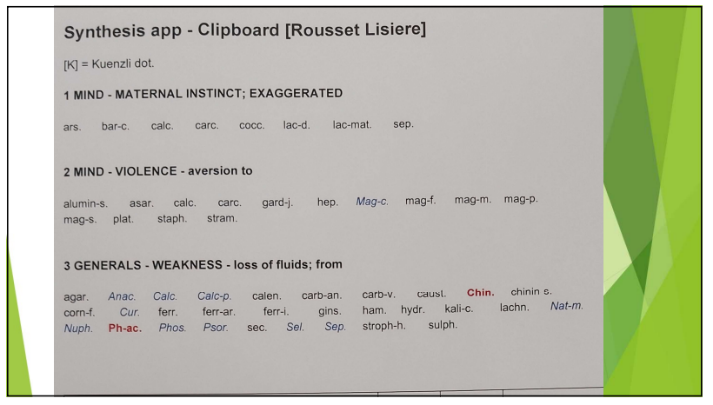 Synthesis app - Clipboard [Rousset Lisiere]
[K] = Kuenzli dot.
1 MIND - MATERNAL INSTINCT; EXAGGERATED
ars. bar-c. calc. carc. cocc. lac-d. lac-mat. sep.
2 MIND - VIOLENCE - aversion to
alumin-s. asar. calc. carc. gard-j. hep. Mag-c. mag-f. mag-m. mag-p.
mag-s. plat. staph. stram.
3 GENERALS - WEAKNESS - loss of fluids; from
agar. Anac. Calc. Calc-p. calen. carb-an. carb-v. caust. Chin. chinin s.
corn-f. Cur. ferr. ferr-ar. ferr-i. gins. ham. hydr. kali-c. lachn. Nat-m.
Nuph. Ph-ac. Phos. Psor. sec. Sel. Sep. stroph-h. sulph.